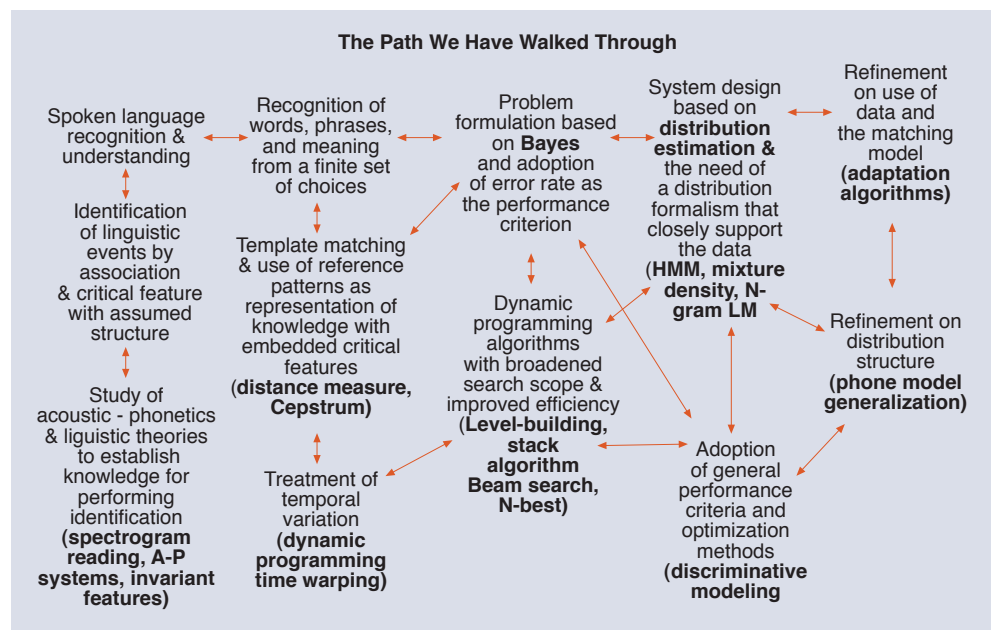 The Path We Have Walked Through
Spoken language
recognition &
understanding
Identification
of linguistic
events by
association
& critical feature
with assumed
structure
Study of
acoustic - phonetics
& liguistic theories
to establish
knowledge for
performing
identification
(spectrogram
reading, A-P
systems, invariant
features)
Recognition of
words, phrases,
and meaning
from a finite set
of choices
Template matching
& use of reference
patterns as
representation of
knowledge with
embedded critical
features
(distance measure,
Cepstrum)
Treatment of
temporal
variation
(dynamic
programming
time warping)
Problem
formulation based
on Bayes
and adoption
of error rate as
the performance
criterion
Dynamic
programming
algorithms
with broadened
search scope &
improved efficiency
(Level-building,
stack
algorithm
Beam search,
N-best)
System design
based on
distribution
estimation &
the need of
a distribution
formalism that
closely support
the data
(HMM, mixture
density, N-
gram LM
Adoption
of general
performance
criteria and
optimization
methods
(discriminative
modeling
Refinement
on use of
data and
the matching
model
(adaptation
algorithms)
Refinement on
distribution
structure
(phone model
generalization)